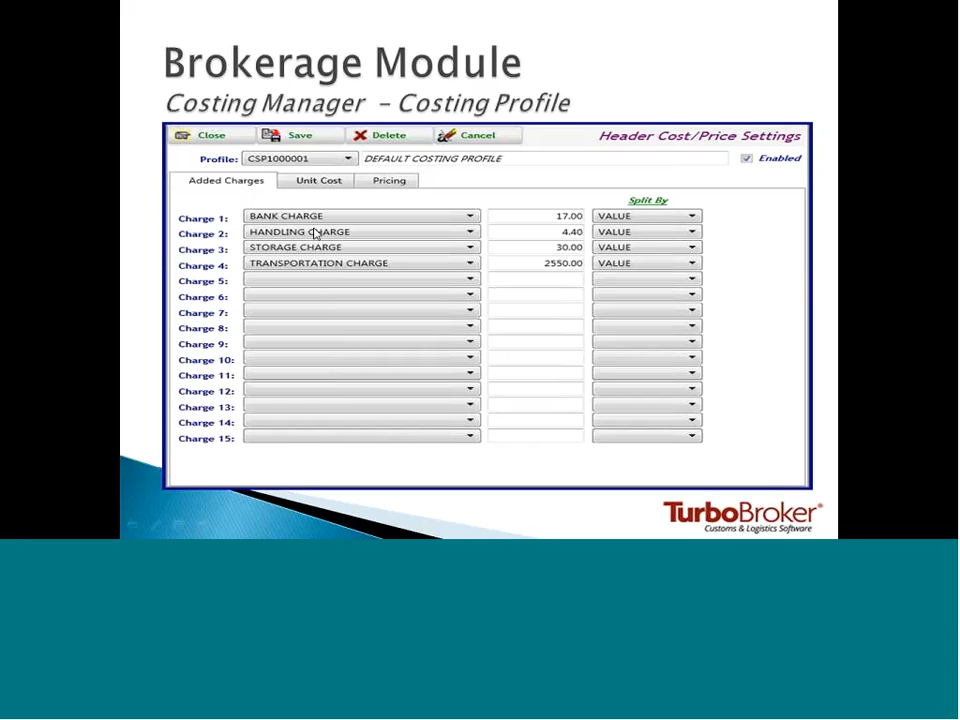 Brokerage Module
Costing Manager - Costing Profile
Close Save Delete Cancel Header Cost/Price Settings
Profile: CSP1000001 DEFAULT COSTING PROFILE Enabled
Added Charges Unit Cost Pricing
Split By
Charge 1: BANK CHARGE 17.00 VALUE
Charge 2: HANDLING CHARGE 4.40 VALUE
Charge 3: STORAGE CHARGE 30.00 VALUE
Charge 4: TRANSPORTATION CHARGE 2550.00 VALUE
Charge 5:
Charge 6:
Charge 7:
Charge 8:
Charge 9:
Charge 10:
Charge 11:
Charge 12:
Charge 13:
Charge 14:
Charge 15:
TurboBroker®
Customs & Logistics Software